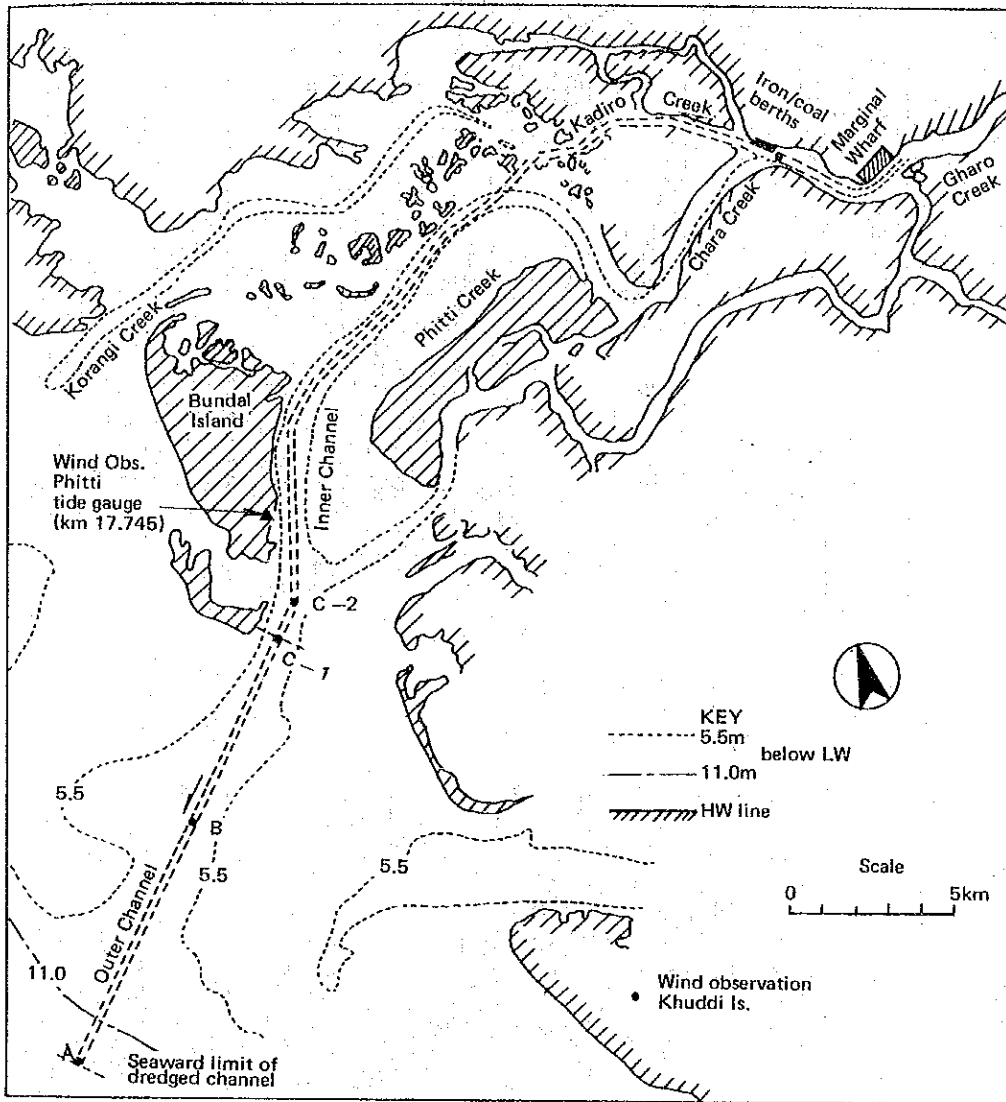 Kadiro
Creek
Iron/coal
berths
Marginal
Wharf
Gharo
Creek
Korangi Creek
Phitti Creek
Chara Creek
Bundal
Island
Inner Channel
Wind Obs.
Phitti
tide gauge
(km 17.745)
C-2
C-1
KEY
5.5m
below LW
11.0m
HW line
5.5
B
5.5
5.5
Scale
0 5km
Outer Channel
11.0
Wind observation
Khuddi Is.
A
Seaward limit of
dredged channel